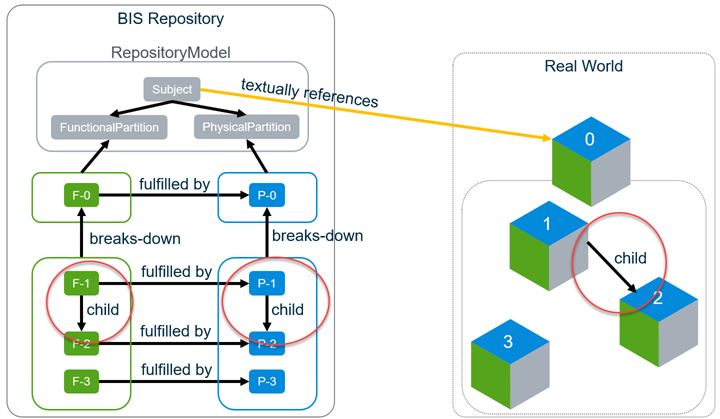 BIS Repository
RepositoryModel
Subject
textually references
FunctionalPartition
PhysicalPartition
F-0
fulfilled by
P-0
breaks-down
breaks-down
F-1
fulfilled by
P-1
child
child
F-2
fulfilled by
P-2
F-3
fulfilled by
P-3
Real World
0
1
child
2
3